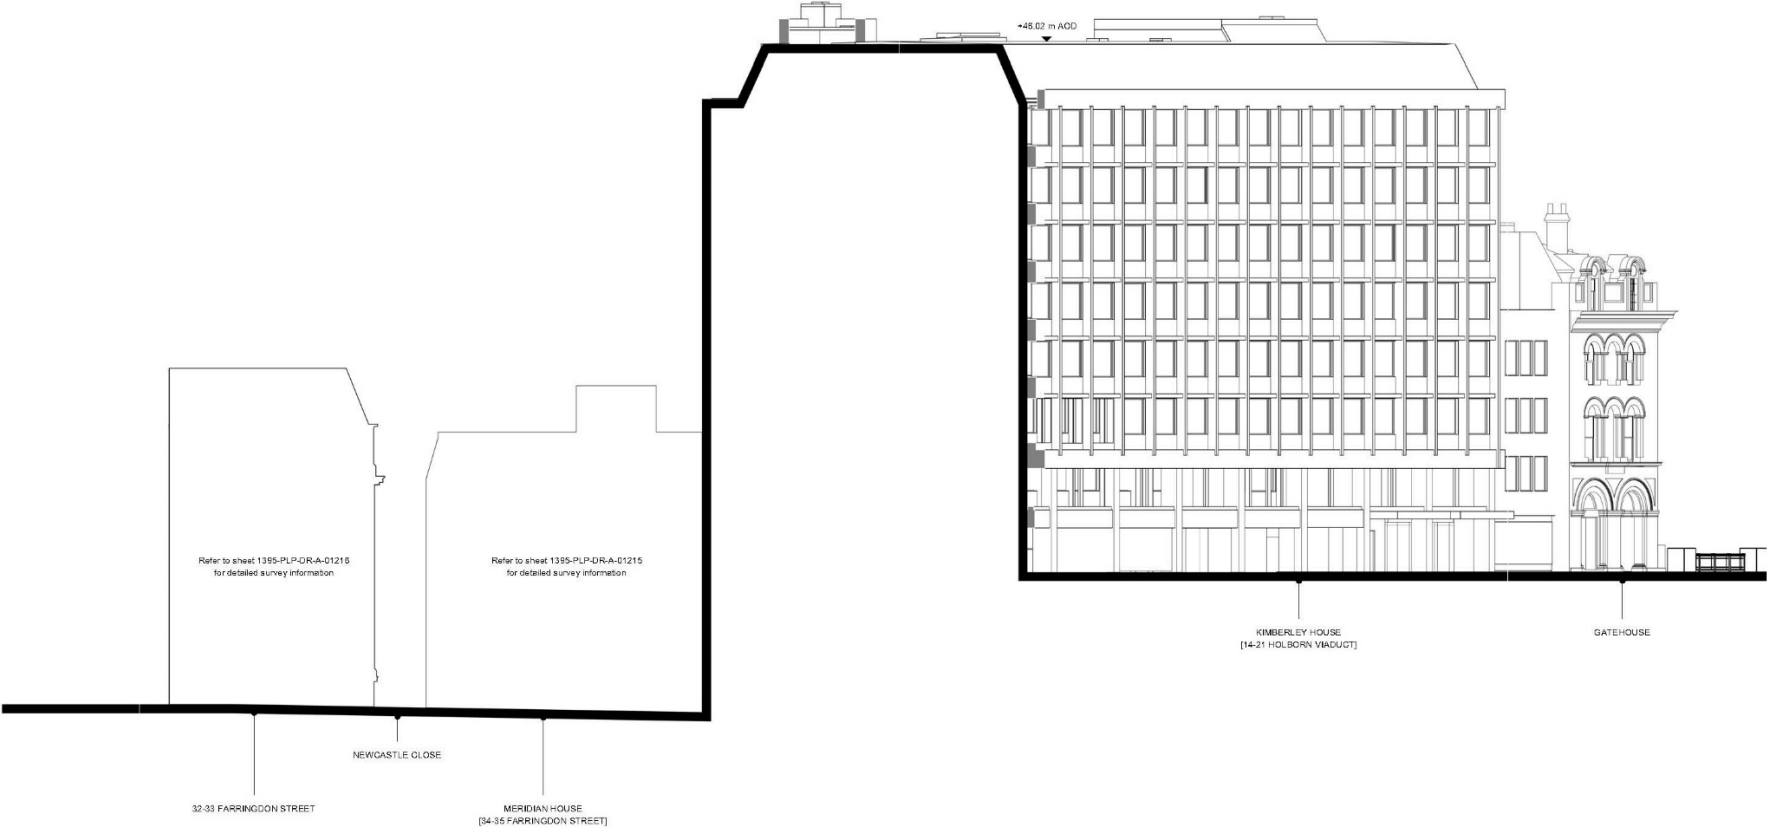 +46.02 m AOD
Refer to sheet 1395-PLP-DR-A-01216
for detailed survey information
Refer to sheet 1395-PLP-DR-A-01215
for detailed survey information
KIMBERLEY HOUSE
[14-21 HOLBORN VIADUCT]
GATEHOUSE
NEWCASTLE CLOSE
32-33 FARRINGDON STREET
MERIDIAN HOUSE
[34-35 FARRINGDON STREET]